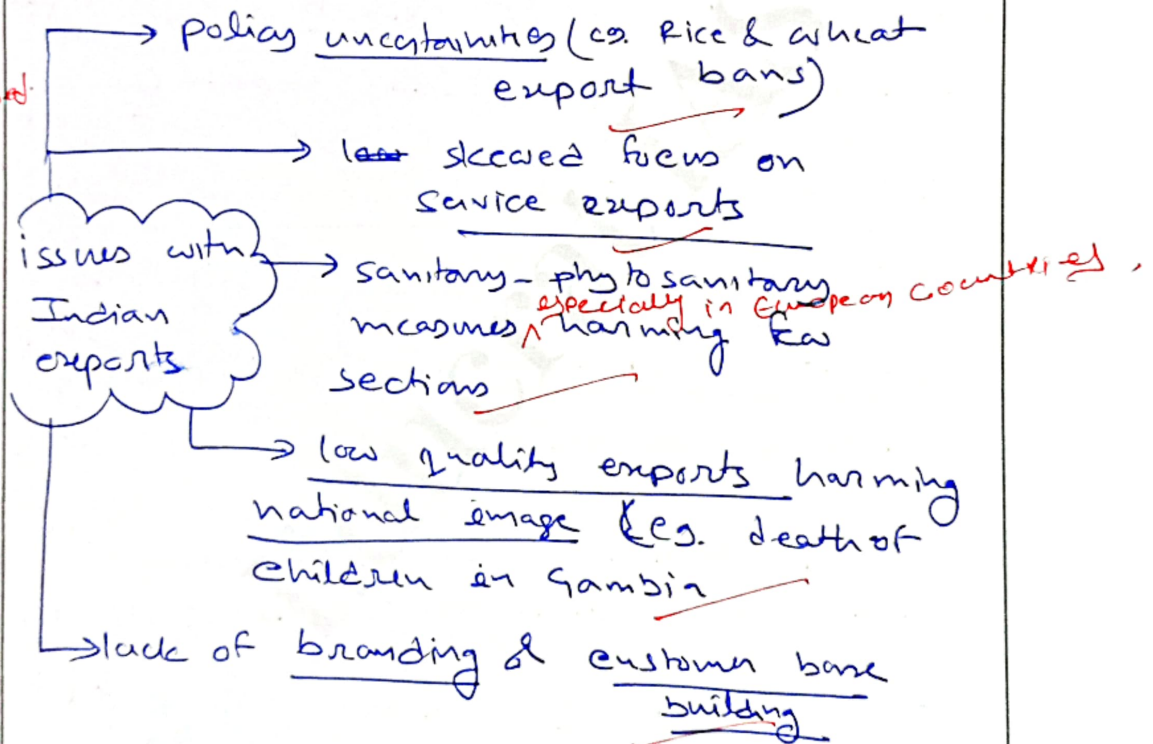 → policy uncertainities (eg. Rice & wheat
export bans)
ed.
→ skewed focus on
service exports
issues with
Indian
exports
→ sanitary - phytosanitary
especially in European countries,
measures ^ harming
sections
→ low quality exports harming
national image (eg. death of
children in Gambia
→ lack of branding & customer base
building